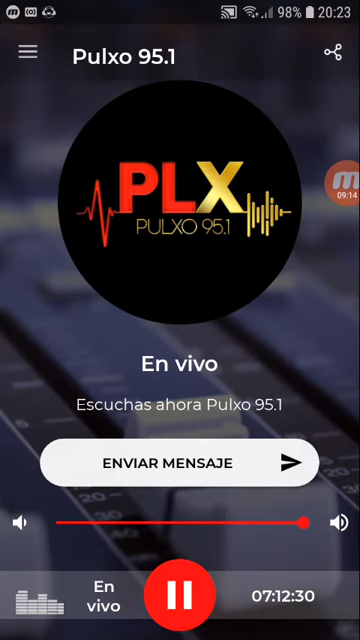 98% 20:23
Pulxo 95.1
09:14
PLX
PULXO 95.1
En vivo
Escuchas ahora Pulxo 95.1
ENVIAR MENSAJE
En
vivo
07:12:30